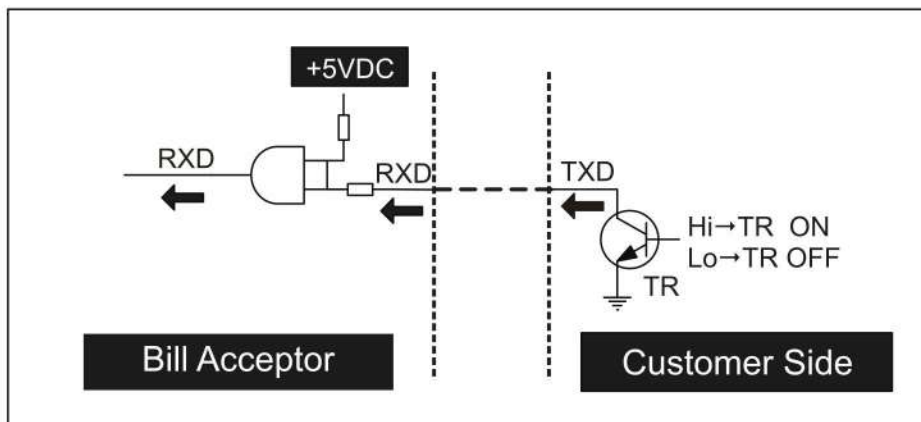 +5VDC
RXD
RXD
TXD
Hi→TR ON
Lo→TR OFF
TR
Bill Acceptor
Customer Side